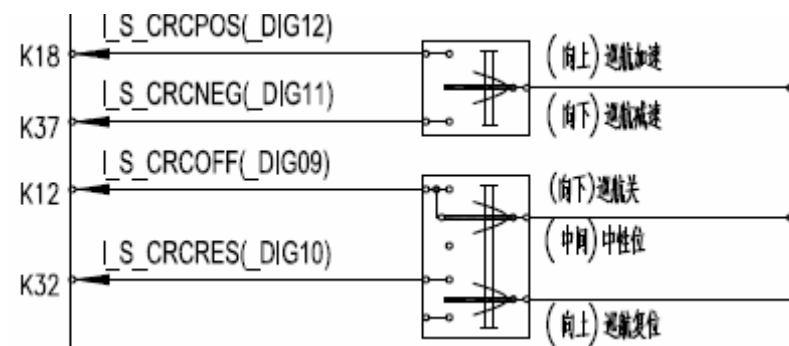 I_S_CRCPOS(_DIG12)
K18
(向上)巡航加速
I_S_CRCNEG(_DIG11)
(向下)巡航减速
K37
I_S_CRCOFF(_DIG09)
K12
(向下)巡航关
(中间)中性位
I_S_CRCRES(_DIG10)
K32
(向上)巡航复位